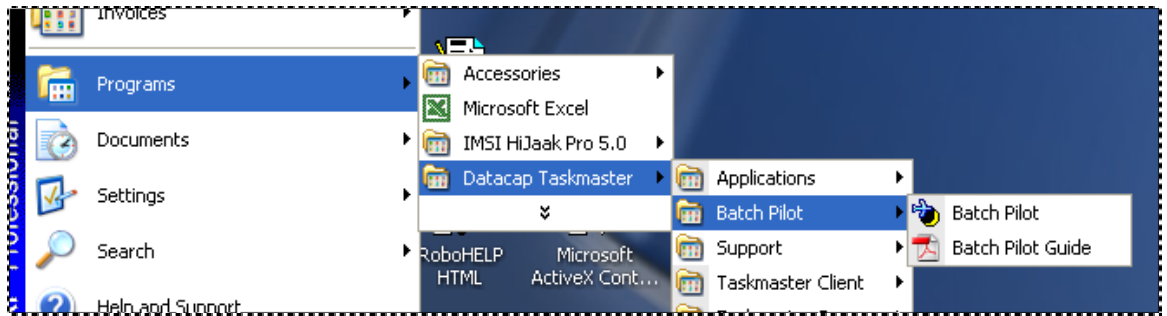 Invoices
Programs
Documents
Settings
Search
Help and Support
Professional
Accessories
Microsoft Excel
IMSI HiJaak Pro 5.0
Datacap Taskmaster
RoboHELP
HTML
Microsoft
ActiveX Cont...
Applications
Batch Pilot
Support
Taskmaster Client
Batch Pilot
Batch Pilot Guide